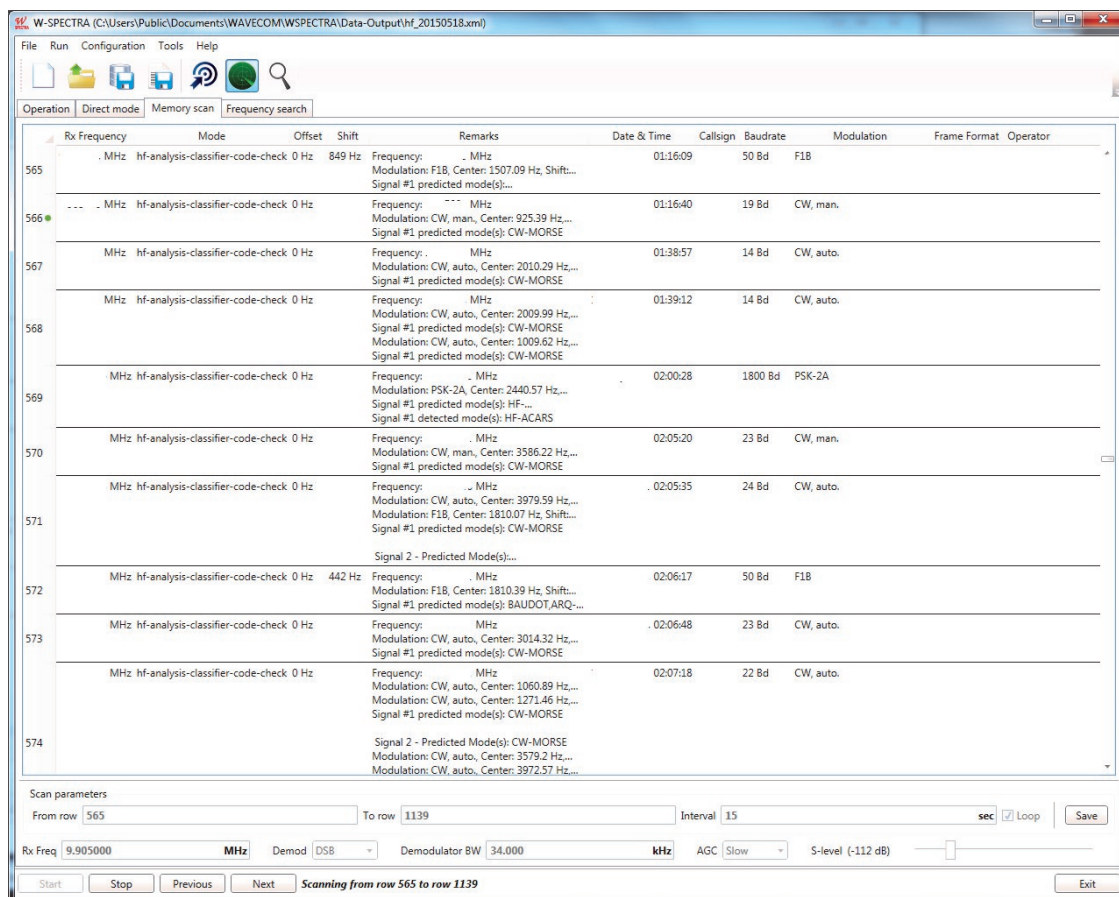 W-SPECTRA (C:\Users\Public\Documents\WAVECOM\WSPECTRA\Data-Output\hf_20150518.xml)
File Run Configuration Tools Help
Operation Direct mode Memory scan Frequency search
Rx Frequency Mode Offset Shift Remarks Date & Time Callsign Baudrate Modulation Frame Format Operator
565 MHz hf-analysis-classifier-code-check 0 Hz 849 Hz Frequency: MHz 01:16:09 50 Bd F1B
Modulation: F1B, Center: 1507.09 Hz, Shift:...
Signal #1 predicted mode(s):...
566 MHz hf-analysis-classifier-code-check 0 Hz Frequency: MHz 01:16:40 19 Bd CW, man.
Modulation: CW, man., Center: 925.39 Hz,...
Signal #1 predicted mode(s): CW-MORSE
567 MHz hf-analysis-classifier-code-check 0 Hz Frequency: MHz 01:38:57 14 Bd CW, auto.
Modulation: CW, auto., Center: 2010.29 Hz,...
Signal #1 predicted mode(s): CW-MORSE
568 MHz hf-analysis-classifier-code-check 0 Hz Frequency: MHz 01:39:12 14 Bd CW, auto.
Modulation: CW, auto., Center: 2009.99 Hz,...
Signal #1 predicted mode(s): CW-MORSE
Modulation: CW, auto., Center: 1009.62 Hz,...
Signal #1 predicted mode(s): CW-MORSE
569 MHz hf-analysis-classifier-code-check 0 Hz Frequency: MHz 02:00:28 1800 Bd PSK-2A
Modulation: PSK-2A, Center: 2440.57 Hz,...
Signal #1 predicted mode(s): HF-...
Signal #1 detected mode(s): HF-ACARS
570 MHz hf-analysis-classifier-code-check 0 Hz Frequency: MHz 02:05:20 23 Bd CW, man.
Modulation: CW, man., Center: 3586.22 Hz,...
Signal #1 predicted mode(s): CW-MORSE
571 MHz hf-analysis-classifier-code-check 0 Hz Frequency: MHz 02:05:35 24 Bd CW, auto.
Modulation: CW, auto., Center: 3979.59 Hz,...
Modulation: F1B, Center: 1810.07 Hz, Shift:...
Signal #1 predicted mode(s): CW-MORSE
Signal 2 - Predicted Mode(s):...
572 MHz hf-analysis-classifier-code-check 0 Hz 442 Hz Frequency: MHz 02:06:17 50 Bd F1B
Modulation: F1B, Center: 1810.39 Hz, Shift:...
Signal #1 predicted mode(s): BAUDOT,ARQ-...
573 MHz hf-analysis-classifier-code-check 0 Hz Frequency: MHz 02:06:48 23 Bd CW, auto.
Modulation: CW, auto., Center: 3014.32 Hz,...
Signal #1 predicted mode(s): CW-MORSE
574 MHz hf-analysis-classifier-code-check 0 Hz Frequency: MHz 02:07:18 22 Bd CW, auto.
Modulation: CW, auto., Center: 1060.89 Hz,...
Modulation: CW, auto., Center: 1271.46 Hz,...
Signal #1 predicted mode(s): CW-MORSE
Signal 2 - Predicted Mode(s): CW-MORSE
Modulation: CW, auto., Center: 3579.2 Hz,...
Modulation: CW, auto., Center: 3972.57 Hz,...
Scan parameters
From row 565 To row 1139 Interval 15 sec Loop Save
Rx Freq 9.905000 MHz Demod DSB Demodulator BW 34.000 kHz AGC Slow S-level (-112 dB)
Start Stop Previous Next Scanning from row 565 to row 1139 Exit